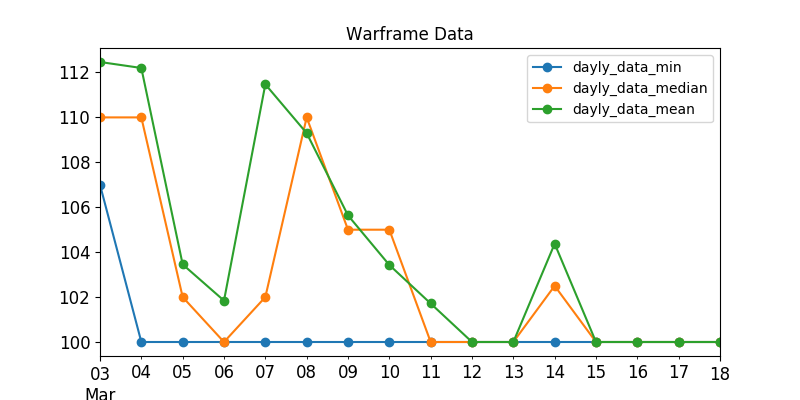 Warframe Data
dayly_data_min
dayly_data_median
dayly_data_mean
112
110
108
106
104
102
100
03 04 05 06 07 08 09 10 11 12 13 14 15 16 17 18
Mar